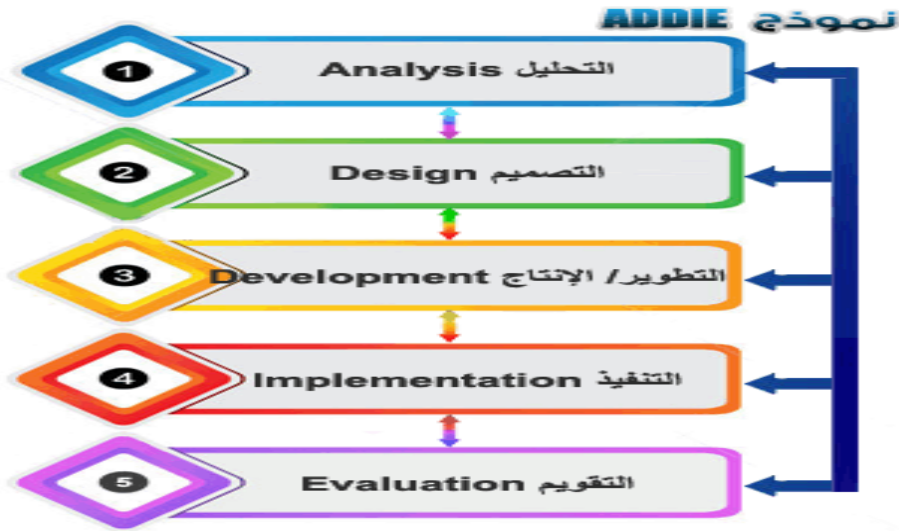 نموذج ADDIE
1
التحليل Analysis
2
التصميم Design
3
التطوير/ الإنتاج Development
4
التنفيذ Implementation
5
التقويم Evaluation